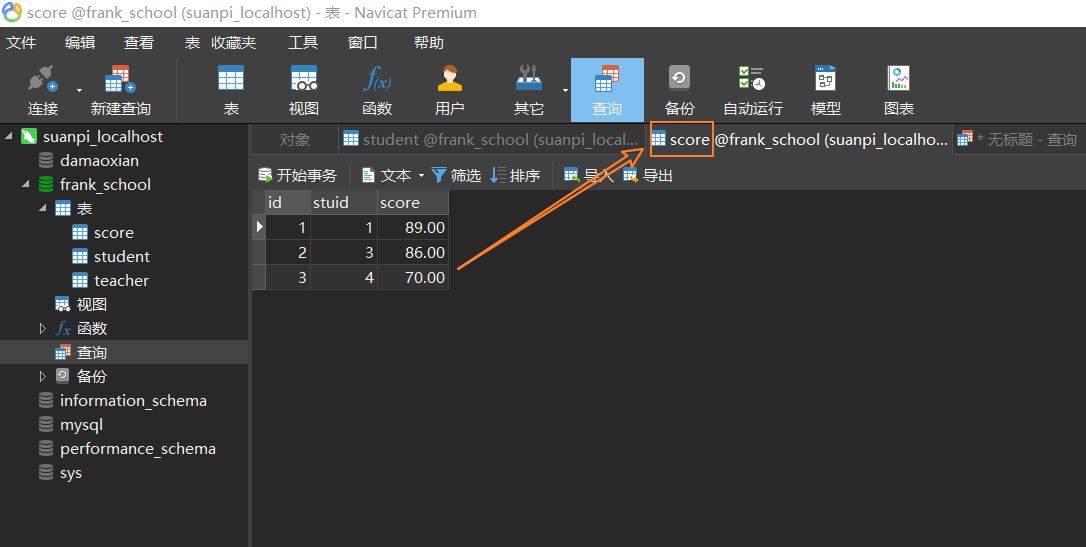 score @frank_school (suanpi_localhost) - 表 - Navicat Premium
文件 编辑 查看 表 收藏夹 工具 窗口 帮助
连接 新建查询 表 视图 f(x) 函数 用户 其它 查询 备份 自动运行 模型 图表
suanpi_localhost
damaoxian
frank_school
表
score
student
teacher
视图
fx 函数
查询
备份
information_schema
mysql
performance_schema
sys
对象 student @frank_school (suanpi_local... score @frank_school (suanpi_localho... * 无标题 - 查询
开始事务 文本 筛选 排序 导入 导出
id stuid score
1 1 89.00
2 3 86.00
3 4 70.00